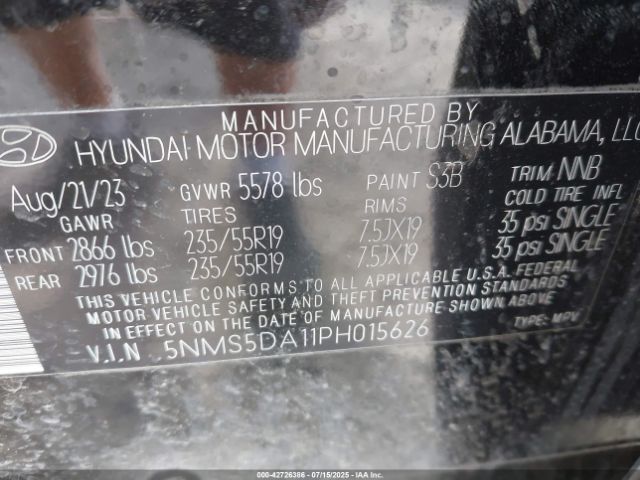 MANUFACTURED BY
HYUNDAI MOTOR MANUFACTURING ALABAMA, LLC
Aug/21/23 GVWR 5578 lbs PAINT S3B TRIM NNB
GAWR TIRES RIMS COLD TIRE INFL
FRONT 2866 lbs 235/55R19 7.5JX19 35 psi SINGLE
REAR 2976 lbs 235/55R19 7.5JX19 35 psi SINGLE
THIS VEHICLE CONFORMS TO ALL APPLICABLE U.S.A. FEDERAL
MOTOR VEHICLE SAFETY AND THEFT PREVENTION STANDARDS
IN EFFECT ON THE DATE OF MANUFACTURE SHOWN ABOVE.
V.I.N 5NMS5DA11PH015626 TYPE: MPV
000-42726386 07/15/2025 IAA Inc.